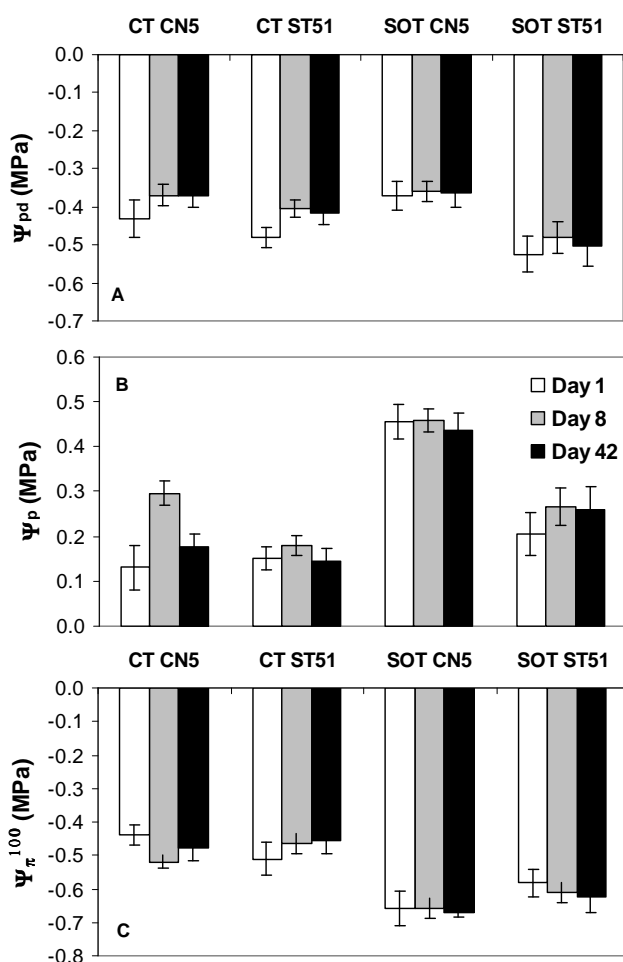 CT CN5 CT ST51 SOT CN5 SOT ST51
0.0
-0.1
-0.2
-0.3
-0.4
-0.5
-0.6
-0.7
Ψpd (MPa)
A
0.6
0.5
0.4
0.3
0.2
0.1
0.0
Ψp (MPa)
B
Day 1
Day 8
Day 42
CT CN5 CT ST51 SOT CN5 SOT ST51
0.0
-0.1
-0.2
-0.3
-0.4
-0.5
-0.6
-0.7
-0.8
Ψπ100 (MPa)
C